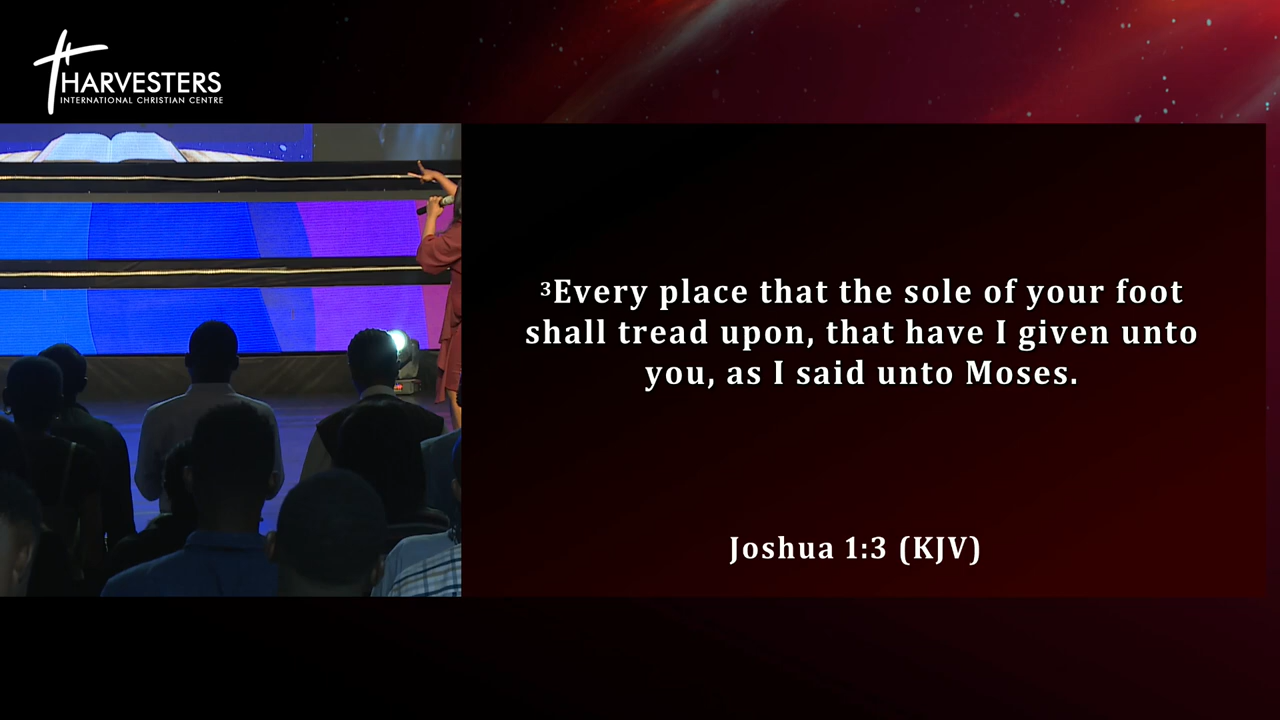 HARVESTERS
INTERNATIONAL CHRISTIAN CENTRE
³Every place that the sole of your foot
shall tread upon, that have I given unto
you, as I said unto Moses.
Joshua 1:3 (KJV)